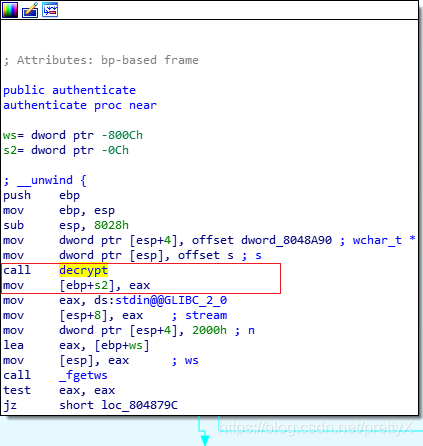 ; Attributes: bp-based frame
public authenticate
authenticate proc near
ws= dword ptr -800Ch
s2= dword ptr -0Ch
; __unwind {
push    ebp
mov     ebp, esp
sub     esp, 8028h
mov     dword ptr [esp+4], offset dword_8048A90 ; wchar_t *
mov     dword ptr [esp], offset s ; s
call    decrypt
mov     [ebp+s2], eax
mov     eax, ds:stdin@@GLIBC_2_0
mov     [esp+8], eax    ; stream
mov     dword ptr [esp+4], 2000h ; n
lea     eax, [ebp+ws]
mov     [esp], eax      ; ws
call    _fgetws
test    eax, eax
jz      short loc_804879C
https://blog.csdn.net/prettyX